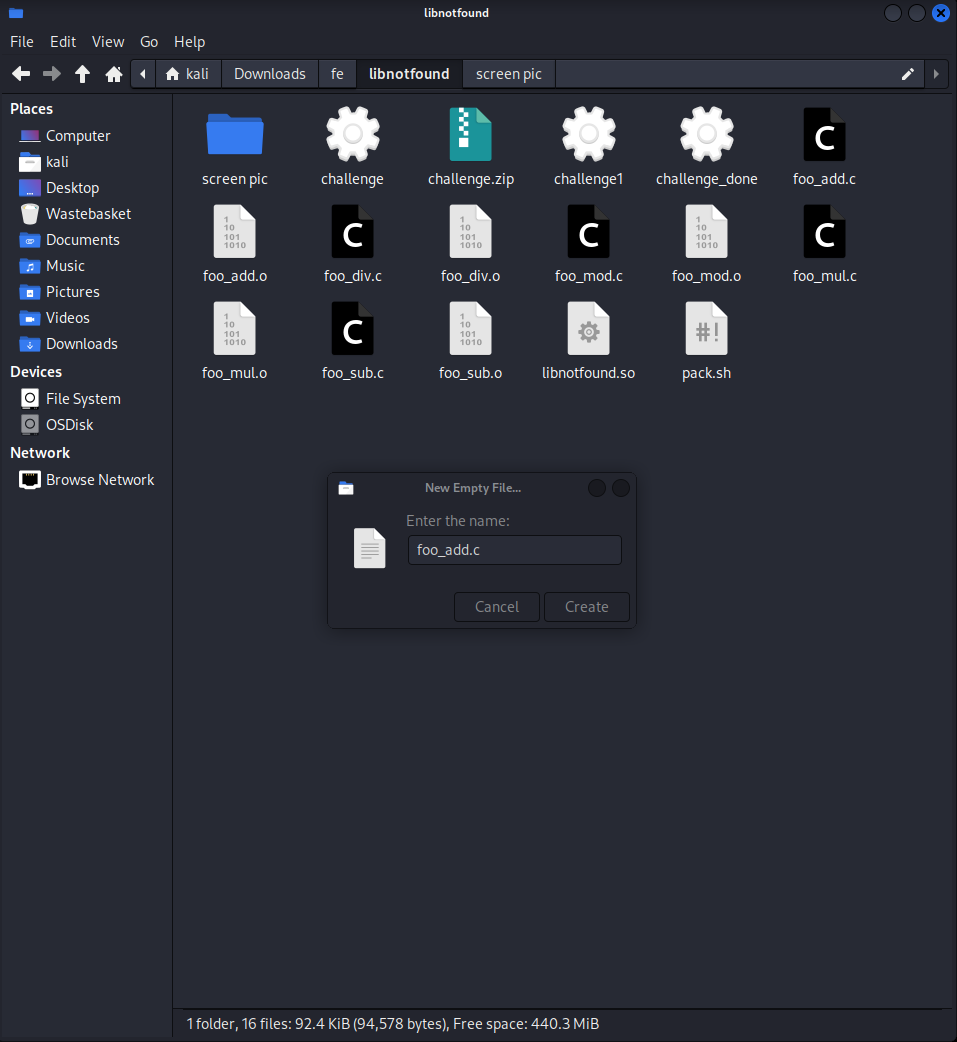 libnotfound
File Edit View Go Help
kali Downloads fe libnotfound screen pic
Places
Computer
kali
Desktop
Wastebasket
Documents
Music
Pictures
Videos
Downloads
Devices
File System
OSDisk
Network
Browse Network
screen pic challenge challenge.zip challenge1 challenge_done foo_add.c
foo_add.o foo_div.c foo_div.o foo_mod.c foo_mod.o foo_mul.c
foo_mul.o foo_sub.c foo_sub.o libnotfound.so pack.sh
New Empty File...
Enter the name:
foo_add.c
Cancel Create
1 folder, 16 files: 92.4 KiB (94,578 bytes), Free space: 440.3 MiB